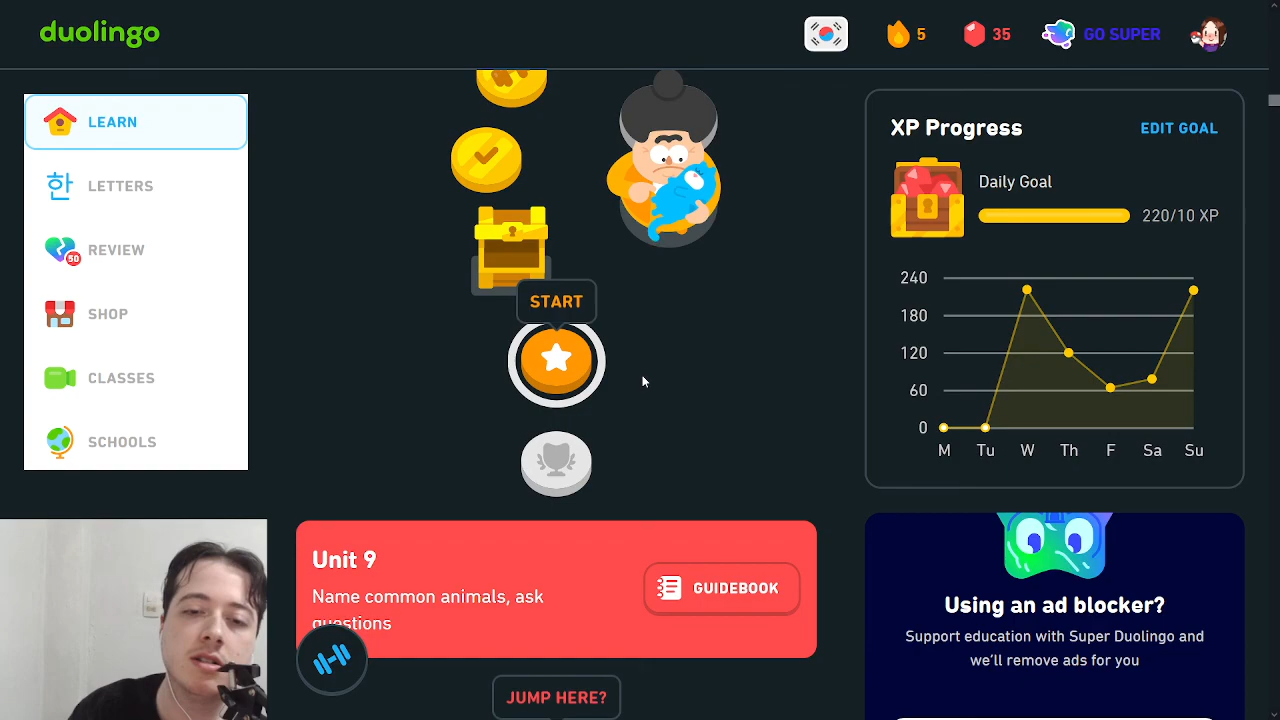 duolingo
5
35
GO SUPER
LEARN
한 LETTERS
REVIEW
30
SHOP
CLASSES
SCHOOLS
START
Unit 9
Name common animals, ask
questions
GUIDEBOOK
JUMP HERE?
XP Progress
EDIT GOAL
Daily Goal
220/10 XP
240
180
120
60
0
M Tu W Th F Sa Su
Using an ad blocker?
Support education with Super Duolingo and
we'll remove ads for you